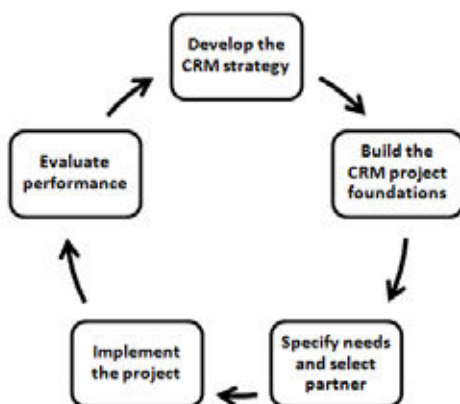 Develop the
CRM strategy
Build the
CRM project
foundations
Specify needs
and select
partner
Implement
the project
Evaluate
performance